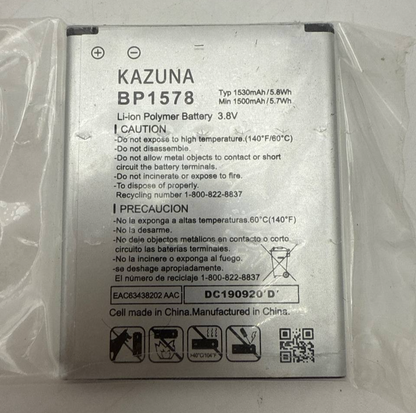 KAZUNA
BP1578
Typ 1530mAh/5.8Wh
Min 1500mAh/5.7Wh
Li-ion Polymer Battery 3.8V
CAUTION
-Do not expose to high temperature.(140°F/60°C)
-Do not disassemble.
-Do not allow metal objects to contact or short
circuit the battery terminals.
-Do not incinerate or expose to fire.
-To dispose of properly.
Recycling number 1-800-822-8837
PRECAUCION
-No la exponga a altas temperaturas.60°C(140°F)
-No la desarme.
-No deje objectos metálicos en contacto o corto
circuite las baterías terminales.
-No la incinere o exponga al fuego.
-se deshage apropiadamente.
El número de reciclaje 1-800-822-8837
EAC63438202 AAC
DC190920'D'
Cell made in China.Manufactured in China.